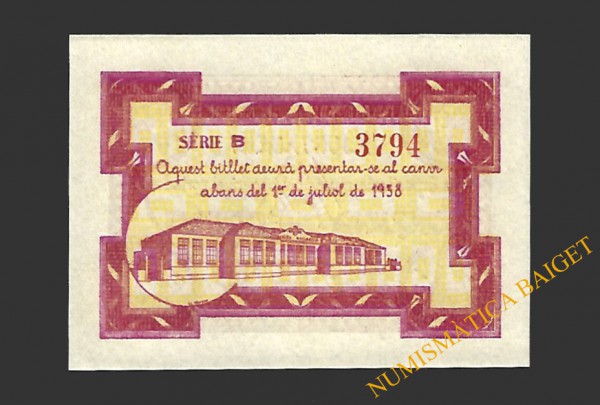 SÈRIE B 3794
Aquest bitllet deurà presentar-se al canvi
abans del 1er de juliol de 1938
NUMISMÀTICA BAIGET